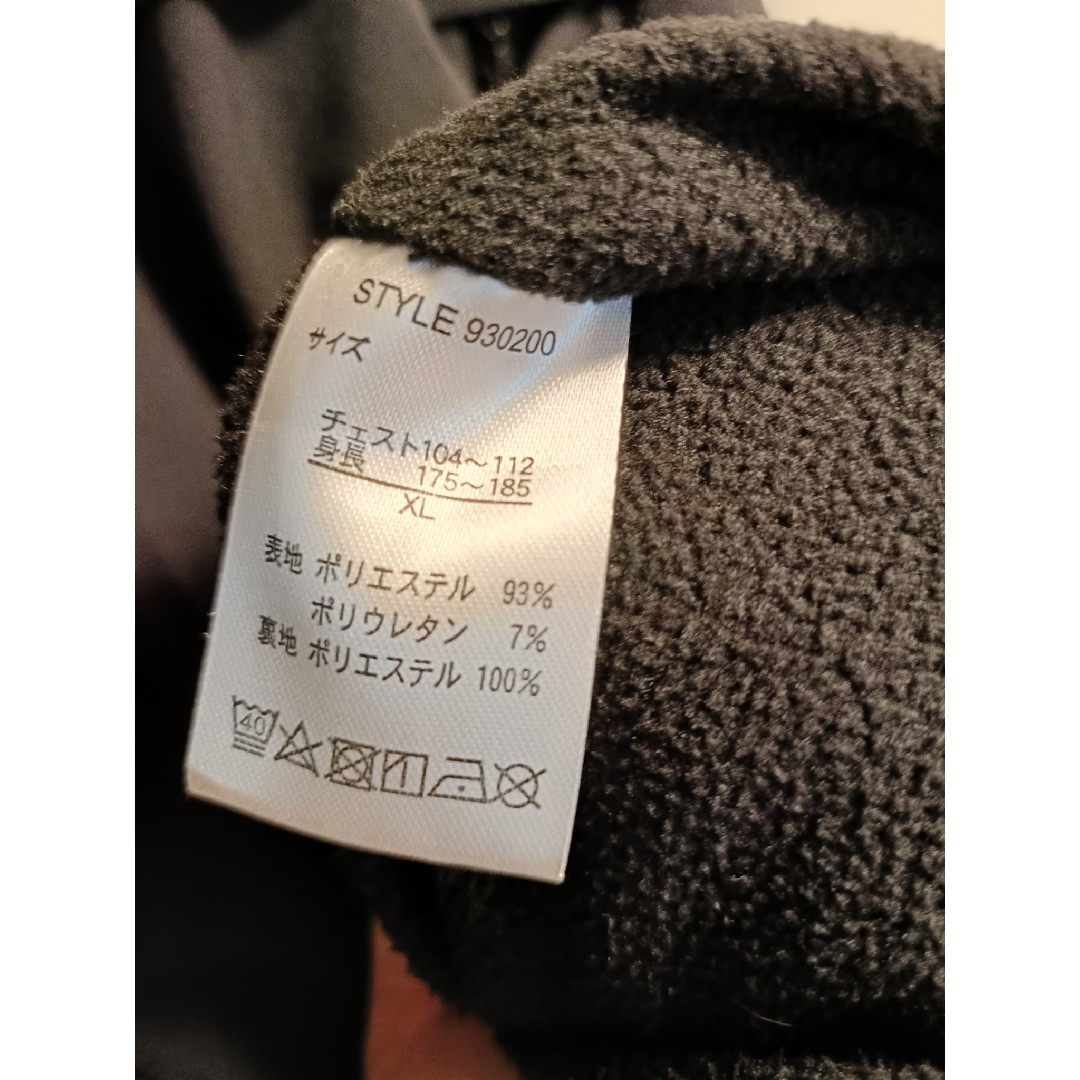 STYLE 930200
サイズ
チェスト104～112
身長 175～185
XL
表地 ポリエステル 93%
ポリウレタン 7%
裏地 ポリエステル 100%
40